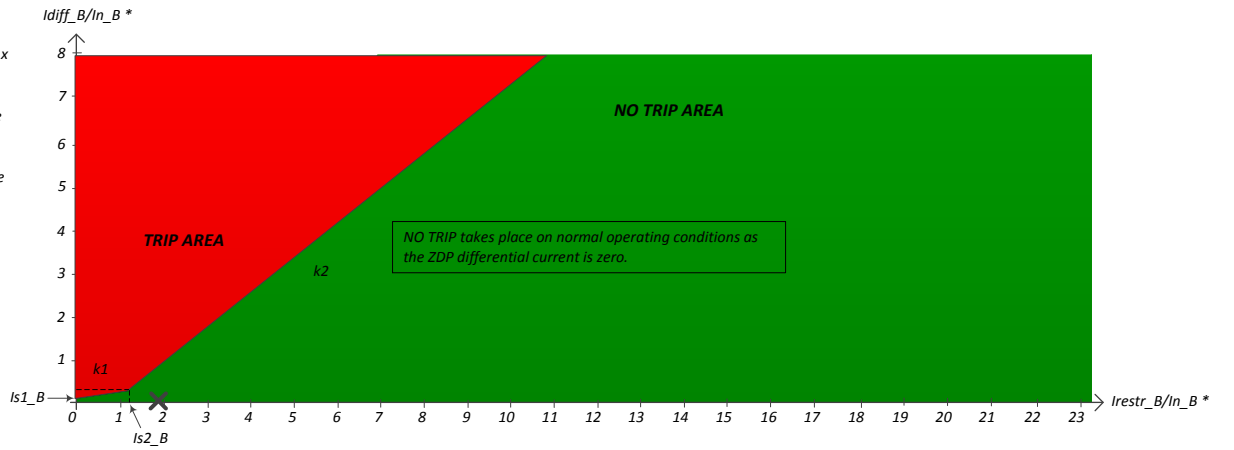 Idiff_B/In_B *
x
e
8
7
6
5
4
3
2
1
NO TRIP AREA
TRIP AREA
NO TRIP takes place on normal operating conditions as
the ZDP differential current is zero.
k2
k1
Is1_B
0 1 2 3 4 5 6 7 8 9 10 11 12 13 14 15 16 17 18 19 20 21 22 23
Irestr_B/In_B *
Is2_B